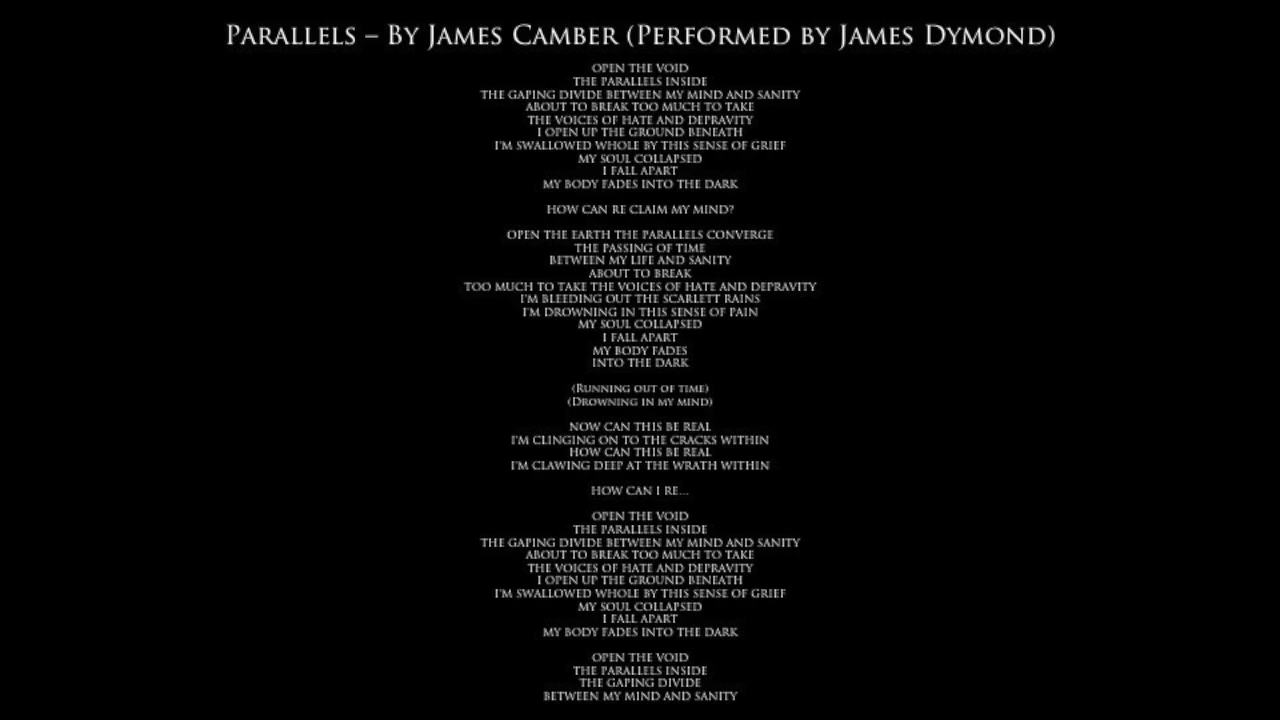 Parallels – By James Camber (Performed by James Dymond)
OPEN THE VOID
THE PARALLELS INSIDE
THE GAPING DIVIDE BETWEEN MY MIND AND SANITY
ABOUT TO BREAK TOO MUCH TO TAKE
THE VOICES OF HATE AND DEPRAVITY
I OPEN UP THE GROUND BENEATH
I'M SWALLOWED WHOLE BY THIS SENSE OF GRIEF
MY SOUL COLLAPSED
I FALL APART
MY BODY FADES INTO THE DARK
HOW CAN RE CLAIM MY MIND?
OPEN THE EARTH THE PARALLELS CONVERGE
THE PASSING OF TIME
BETWEEN MY LIFE AND SANITY
ABOUT TO BREAK
TOO MUCH TO TAKE THE VOICES OF HATE AND DEPRAVITY
I'M BLEEDING OUT THE SCARLETT RAINS
I'M DROWNING IN THIS SENSE OF PAIN
MY SOUL COLLAPSED
I FALL APART
MY BODY FADES
INTO THE DARK
(Running out of time)
(Drowning in my mind)
NOW CAN THIS BE REAL
I'M CLINGING ON TO THE CRACKS WITHIN
HOW CAN THIS BE REAL
I'M CLAWING DEEP AT THE WRATH WITHIN
HOW CAN I RE...
OPEN THE VOID
THE PARALLELS INSIDE
THE GAPING DIVIDE BETWEEN MY MIND AND SANITY
ABOUT TO BREAK TOO MUCH TO TAKE
THE VOICES OF HATE AND DEPRAVITY
I OPEN UP THE GROUND BENEATH
I'M SWALLOWED WHOLE BY THIS SENSE OF GRIEF
MY SOUL COLLAPSED
I FALL APART
MY BODY FADES INTO THE DARK
OPEN THE VOID
THE PARALLELS INSIDE
THE GAPING DIVIDE
BETWEEN MY MIND AND SANITY